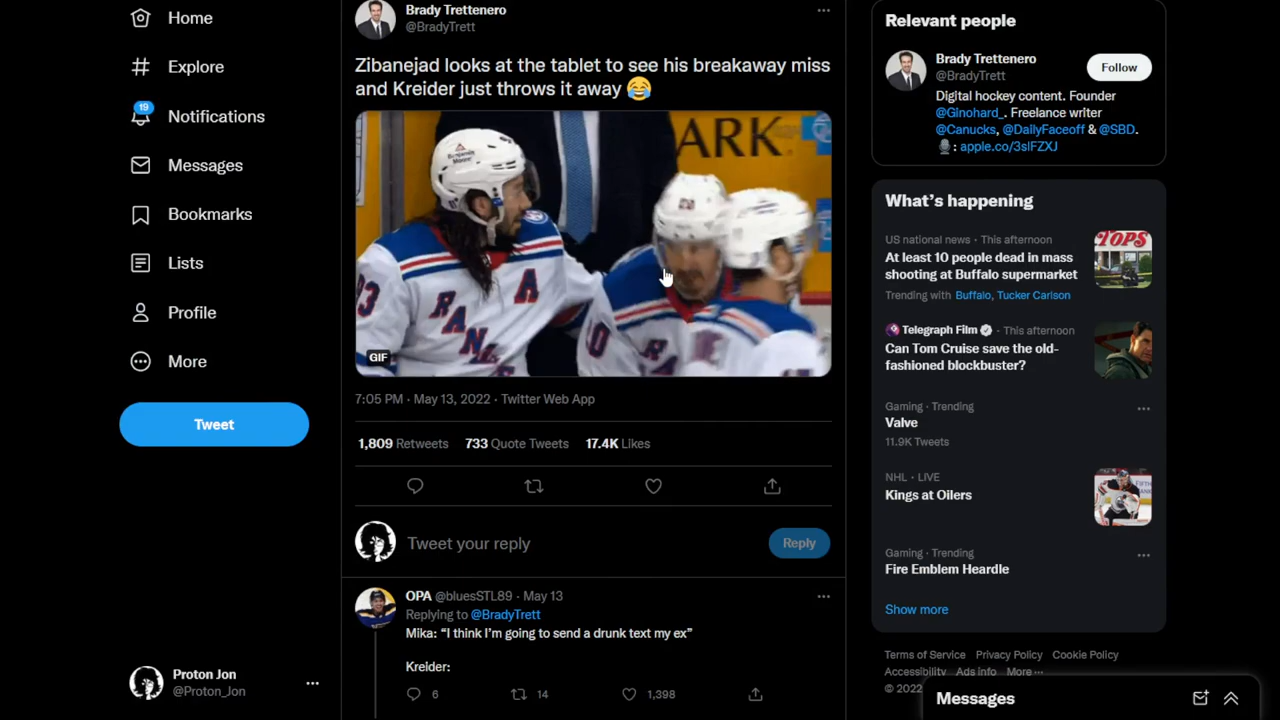 Home
Explore
19
Notifications
Messages
Bookmarks
Lists
Profile
More
Tweet
Proton Jon
@Proton_Jon
Brady Trettenero
@BradyTrett
Zibanejad looks at the tablet to see his breakaway miss
and Kreider just throws it away 😂
ARK.
A
RANGE
93
GIF
7:05 PM · May 13, 2022 · Twitter Web App
1,809 Retweets 733 Quote Tweets 17.4K Likes
Tweet your reply
Reply
OPA @bluesSTL89 · May 13
Replying to @BradyTrett
Mika: “I think I’m going to send a drunk text my ex”
Kreider:
6 14 1,398
Relevant people
Brady Trettenero
@BradyTrett
Follow
Digital hockey content. Founder
@Ginohard_. Freelance writer
@Canucks, @DailyFaceoff & @SBD.
🎙️: apple.co/3slFZXJ
What’s happening
US national news · This afternoon
At least 10 people dead in mass
shooting at Buffalo supermarket
Trending with Buffalo, Tucker Carlson
TOPS
Telegraph Film · This afternoon
Can Tom Cruise save the old-
fashioned blockbuster?
Gaming · Trending
Valve
11.9K Tweets
NHL · LIVE
Kings at Oilers
Gaming · Trending
Fire Emblem Heardle
Show more
Terms of Service Privacy Policy Cookie Policy
Accessibility Ads info More ···
© 2022
Messages